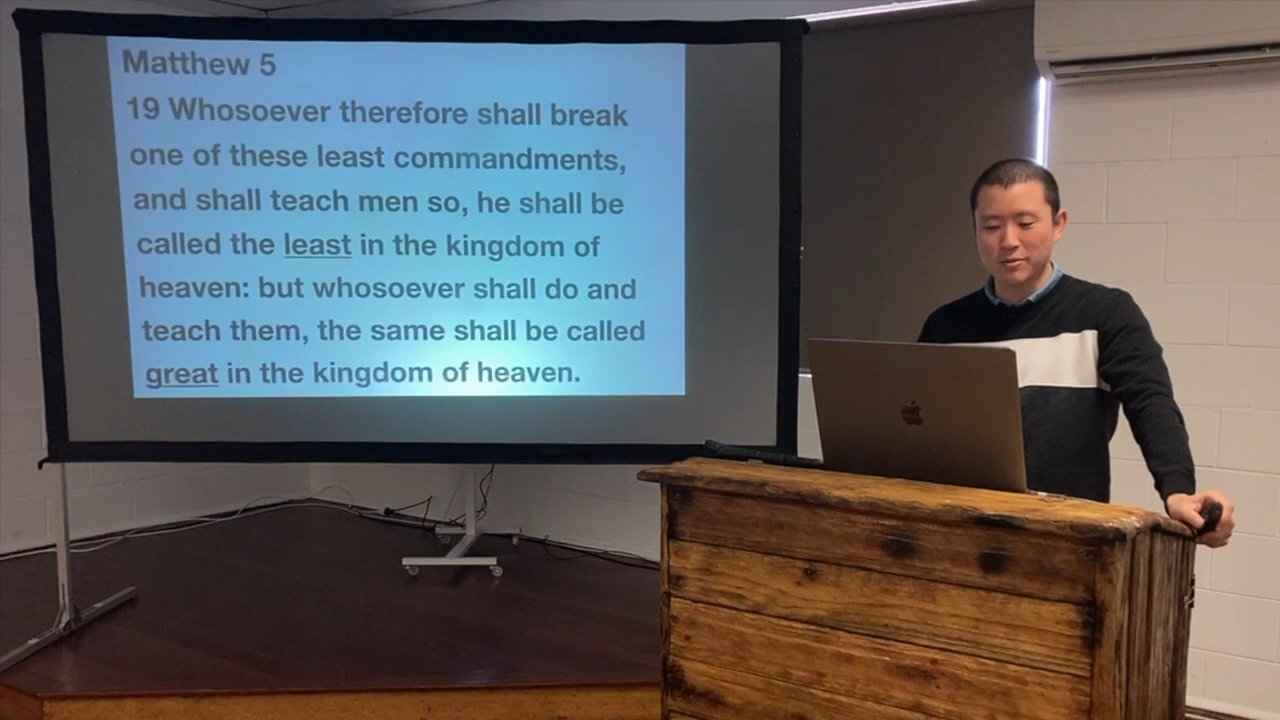 Matthew 5
19 Whosoever therefore shall break
one of these least commandments,
and shall teach men so, he shall be
called the least in the kingdom of
heaven: but whosoever shall do and
teach them, the same shall be called
great in the kingdom of heaven.